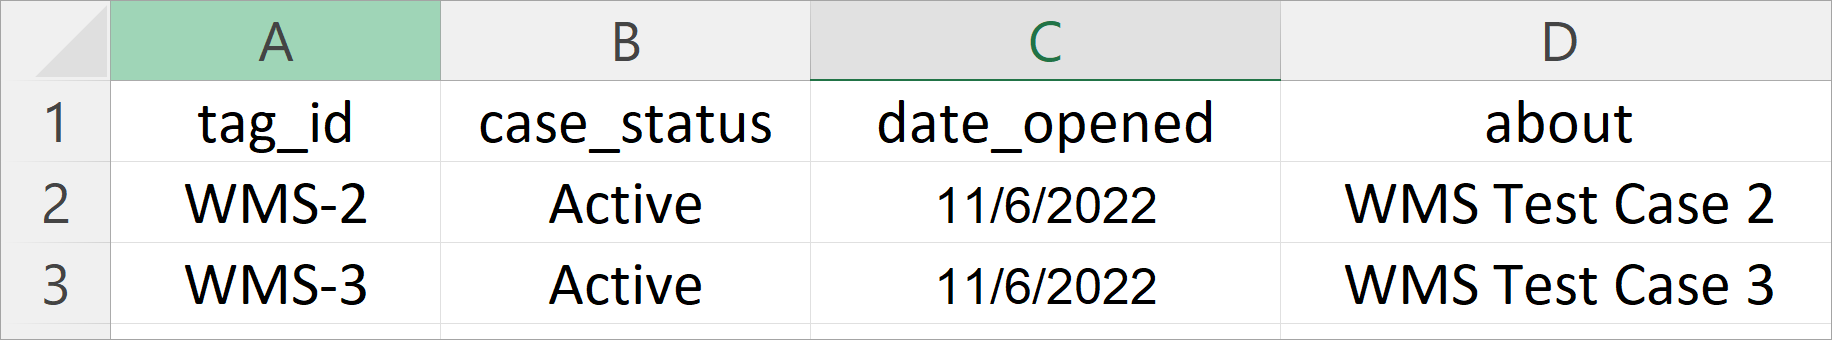 A B C D
1 tag_id case_status date_opened about
2 WMS-2 Active 11/6/2022 WMS Test Case 2
3 WMS-3 Active 11/6/2022 WMS Test Case 3